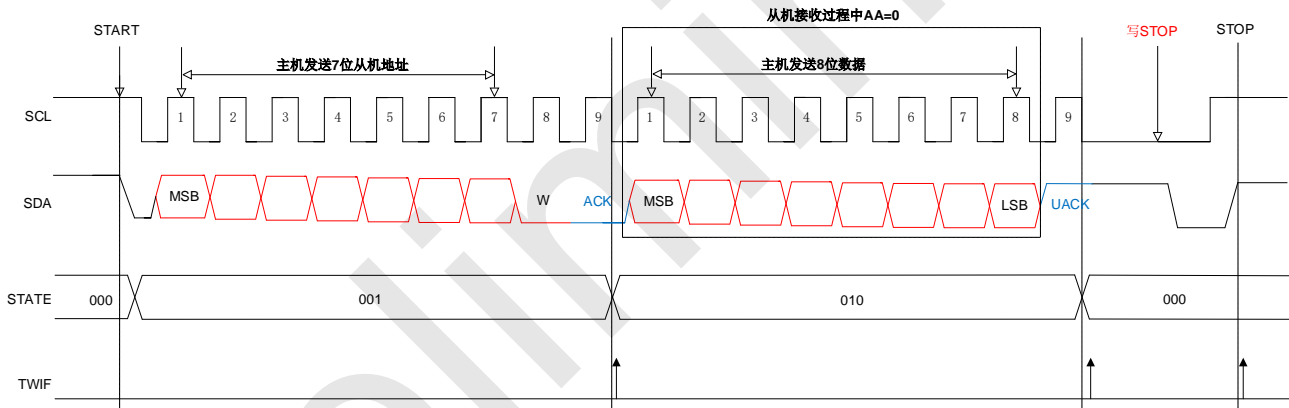 从机接收过程中AA=0
START
写STOP
STOP
主机发送7位从机地址
主机发送8位数据
SCL
1 2 3 4 5 6 7 8 9 1 2 3 4 5 6 7 8 9
SDA
MSB W ACK MSB LSB UACK
STATE
000 001 010 000
TWIF